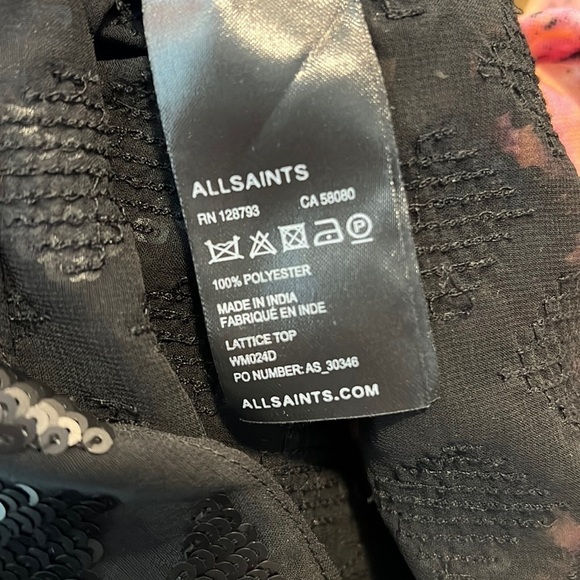 ALLSAINTS
RN 128793 CA 58080
P
100% POLYESTER
MADE IN INDIA
FABRIQUÉ EN INDE
LATTICE TOP
WM024D
PO NUMBER: AS_30346
ALLSAINTS.COM